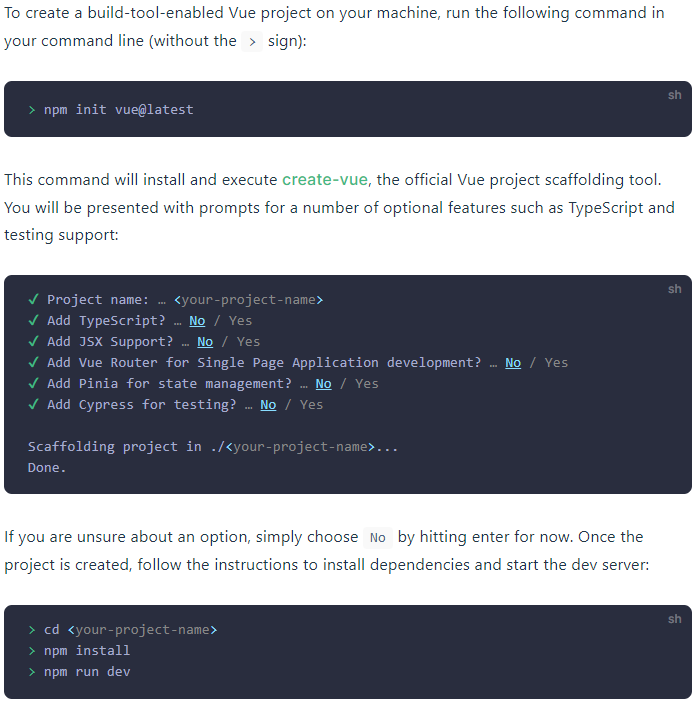 To create a build-tool-enabled Vue project on your machine, run the following command in
your command line (without the > sign):
sh
> npm init vue@latest
This command will install and execute create-vue, the official Vue project scaffolding tool.
You will be presented with prompts for a number of optional features such as TypeScript and
testing support:
sh
✓ Project name: … <your-project-name>
✓ Add TypeScript? … No / Yes
✓ Add JSX Support? … No / Yes
✓ Add Vue Router for Single Page Application development? … No / Yes
✓ Add Pinia for state management? … No / Yes
✓ Add Cypress for testing? … No / Yes
Scaffolding project in ./<your-project-name>...
Done.
If you are unsure about an option, simply choose No by hitting enter for now. Once the
project is created, follow the instructions to install dependencies and start the dev server:
sh
> cd <your-project-name>
> npm install
> npm run dev